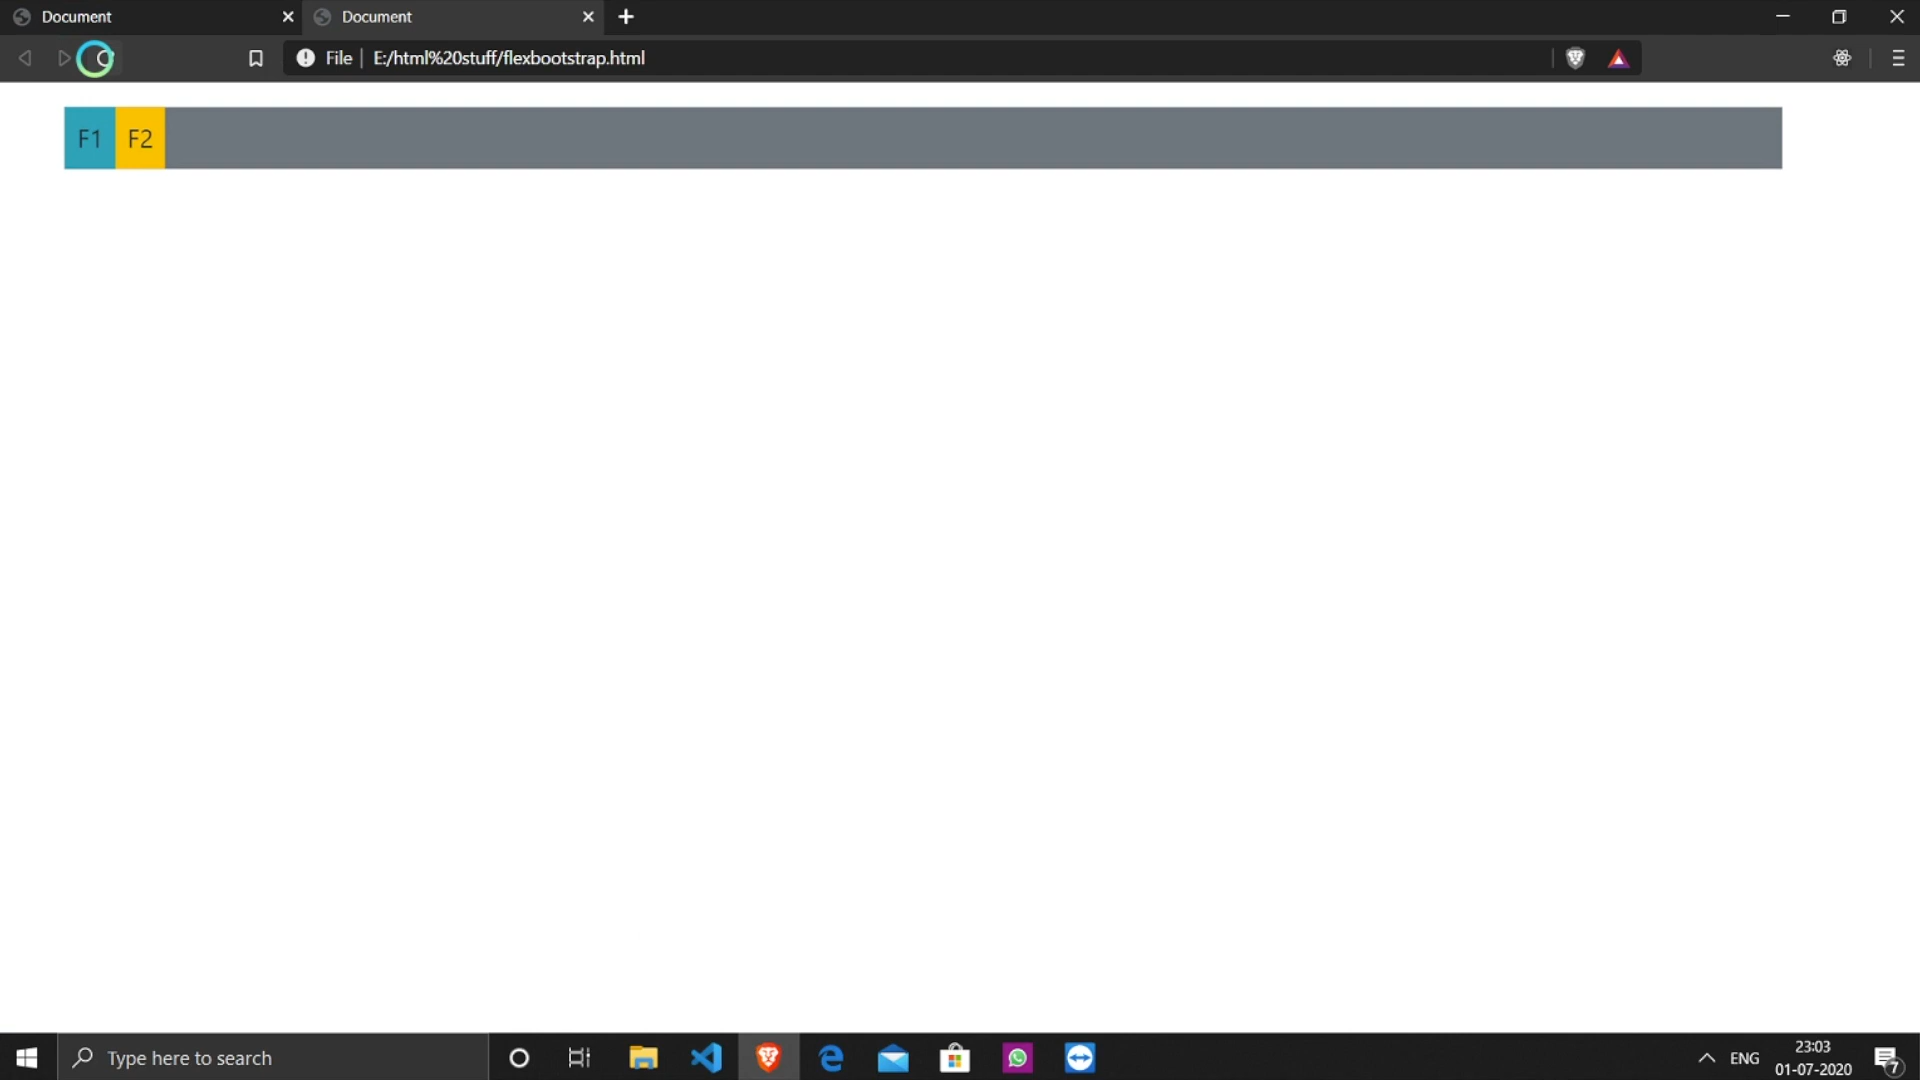 Document
Document
File
E:/html%20stuff/flexbootstrap.html
F1
F2
Type here to search
ENG
23:03
01-07-2020
7